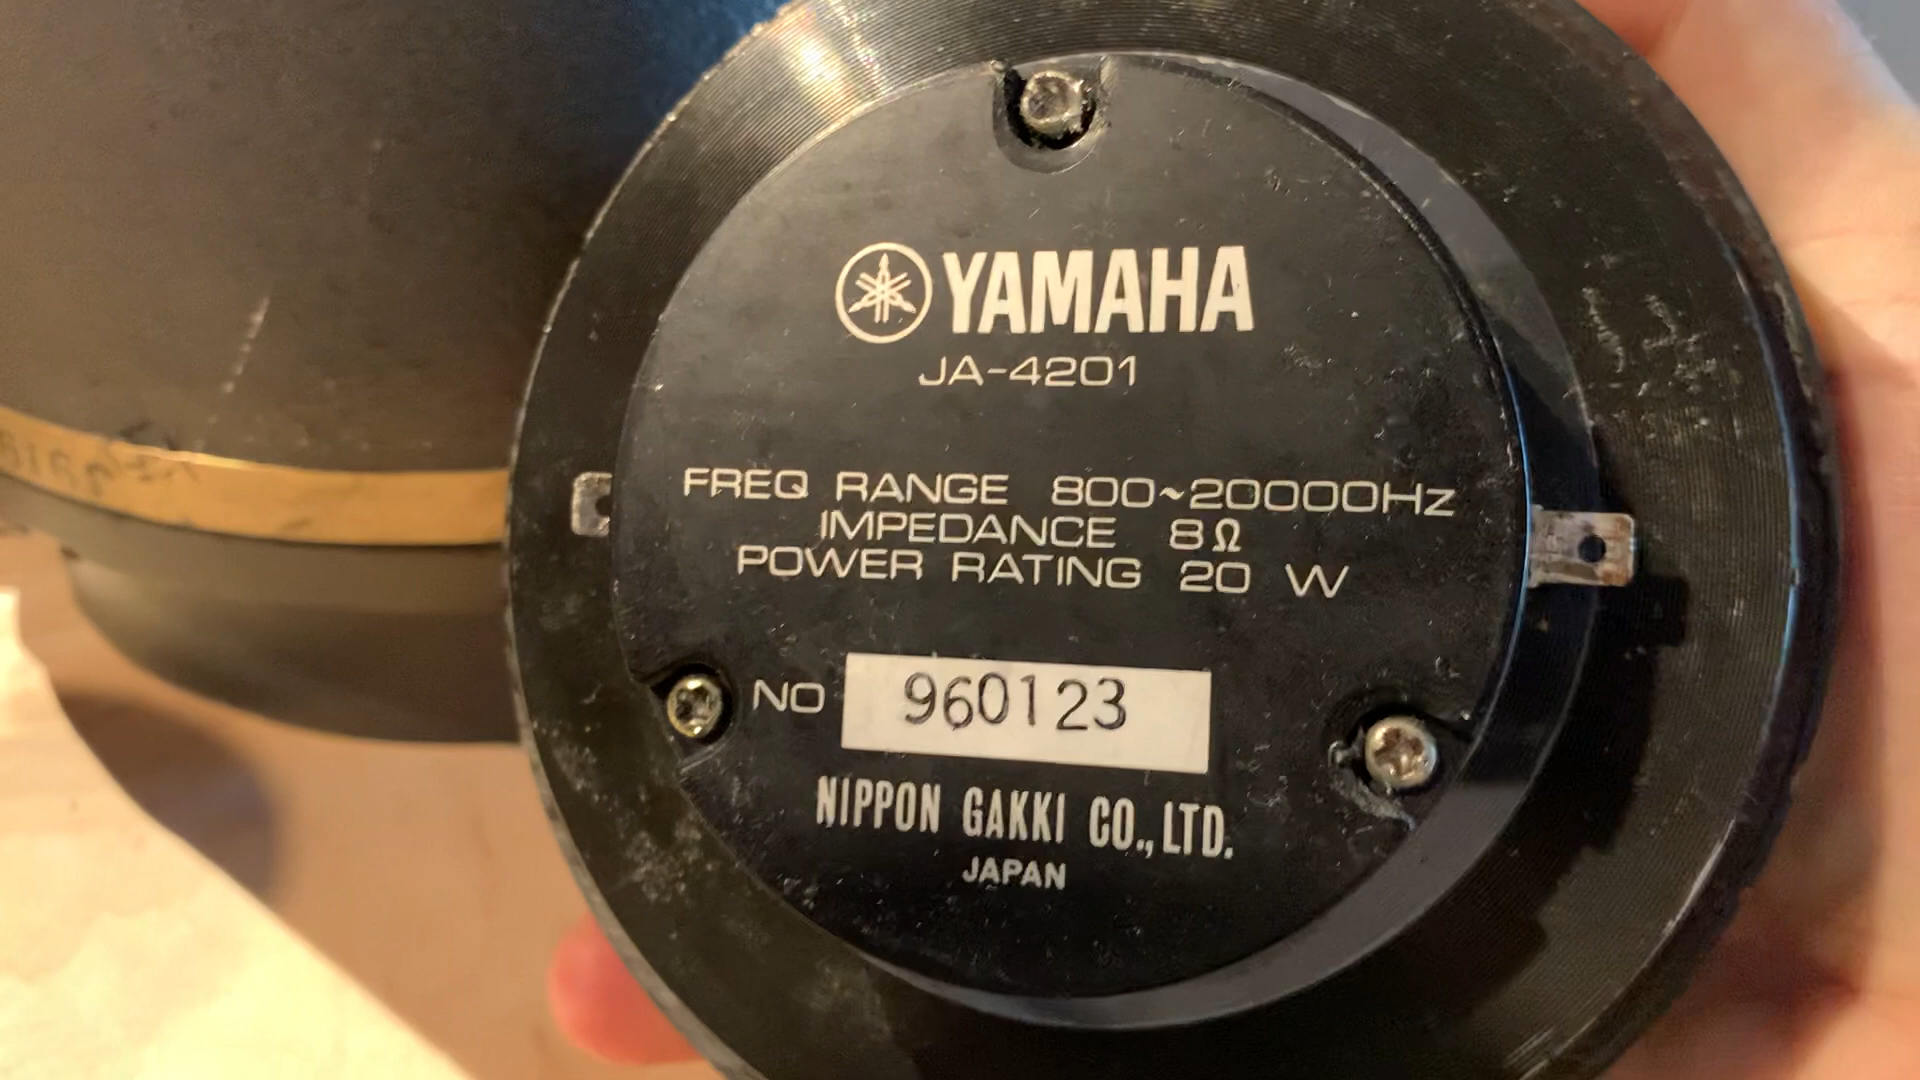 YAMAHA
JA-4201
FREQ RANGE 800~20000Hz
IMPEDANCE 8Ω
POWER RATING 20 W
NO 960123
NIPPON GAKKI CO., LTD.
JAPAN